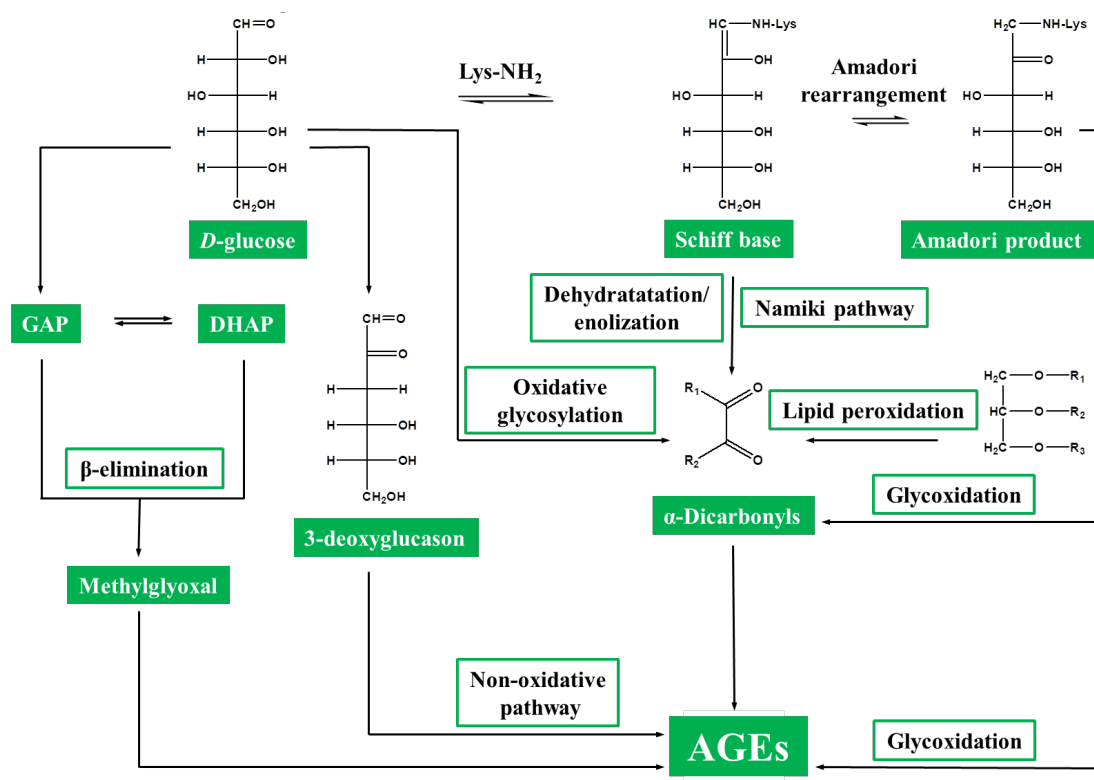 CH=O
H
OH
HO
H
H
OH
H
OH
CH₂OH
D-glucose
Lys-NH₂
CH
NH-Lys
OH
HO
H
H
OH
H
OH
CH₂OH
Schiff base
Amadori
rearrangement
H₂C
NH-Lys
O
HO
H
H
OH
H
OH
CH₂OH
Amadori product
GAP
DHAP
β-elimination
Methylglyoxal
CH=O
O
H
H
H
OH
H
OH
CH₂OH
3-deoxyglucason
Dehydratatation/
enolization
Namiki pathway
Oxidative
glycosylation
R₁
O
R₂
O
α-Dicarbonyls
Lipid peroxidation
H₂C—O—R₁
H
O—R₂
H₂C
O—R₃
Glycoxidation
Non-oxidative
pathway
AGEs
Glycoxidation